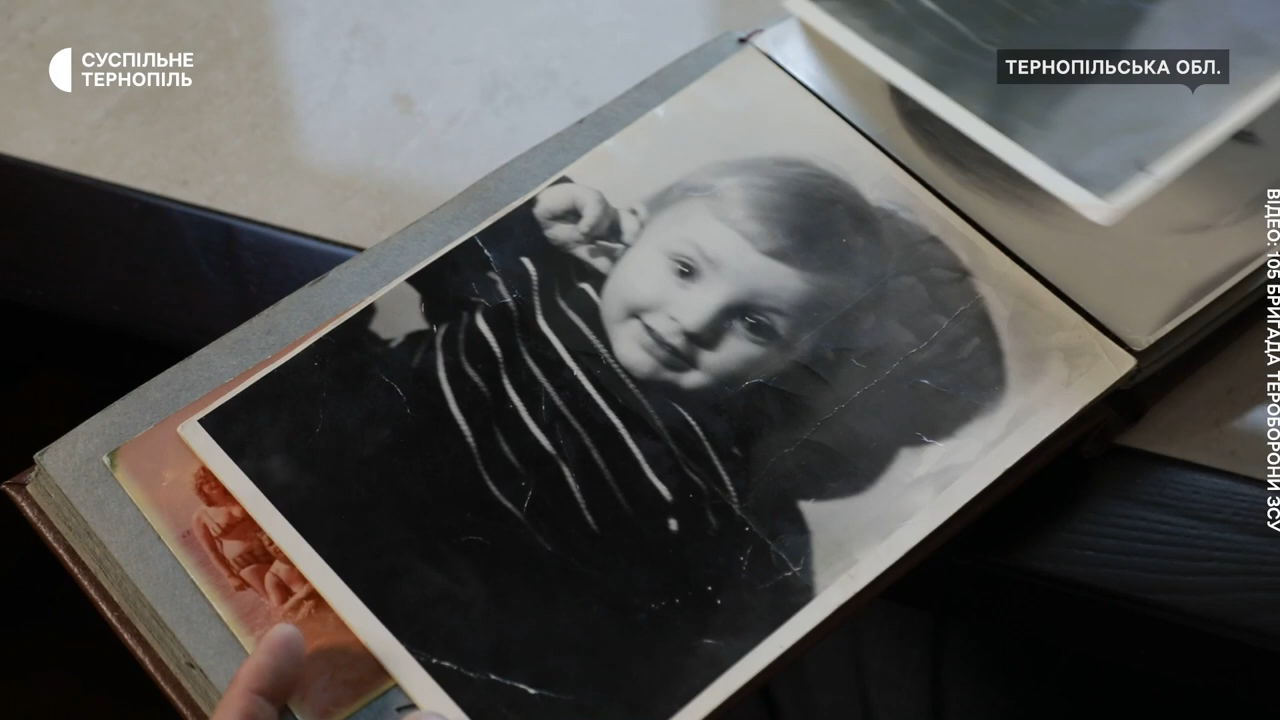 СУСПІЛЬНЕ
ТЕРНОПІЛЬ
ТЕРНОПІЛЬСЬКА ОБЛ.
ВІДЕО: 105 БРИГАДА ТЕРОБОРОНИ ЗСУ